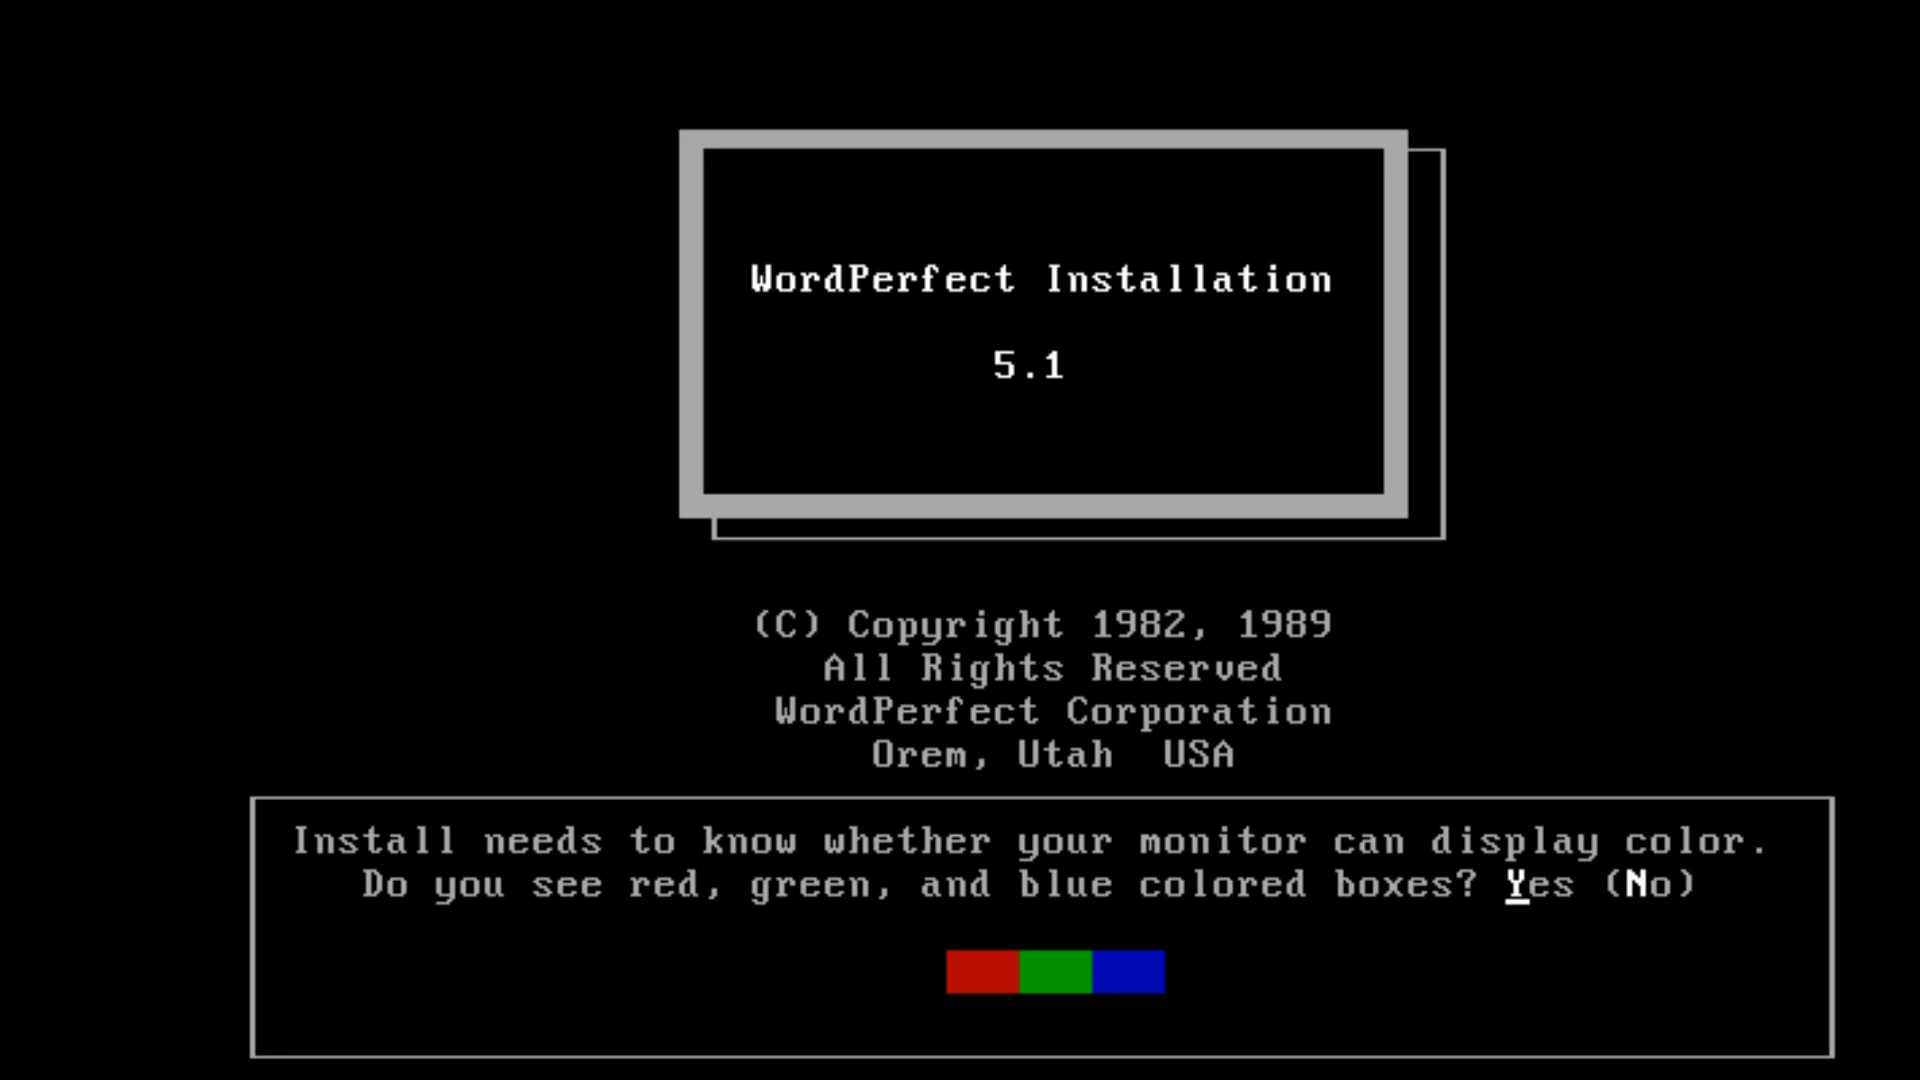 WordPerfect Installation
5.1
(C) Copyright 1982, 1989
All Rights Reserved
WordPerfect Corporation
Orem, Utah  USA
Install needs to know whether your monitor can display color.
Do you see red, green, and blue colored boxes? Yes (No)